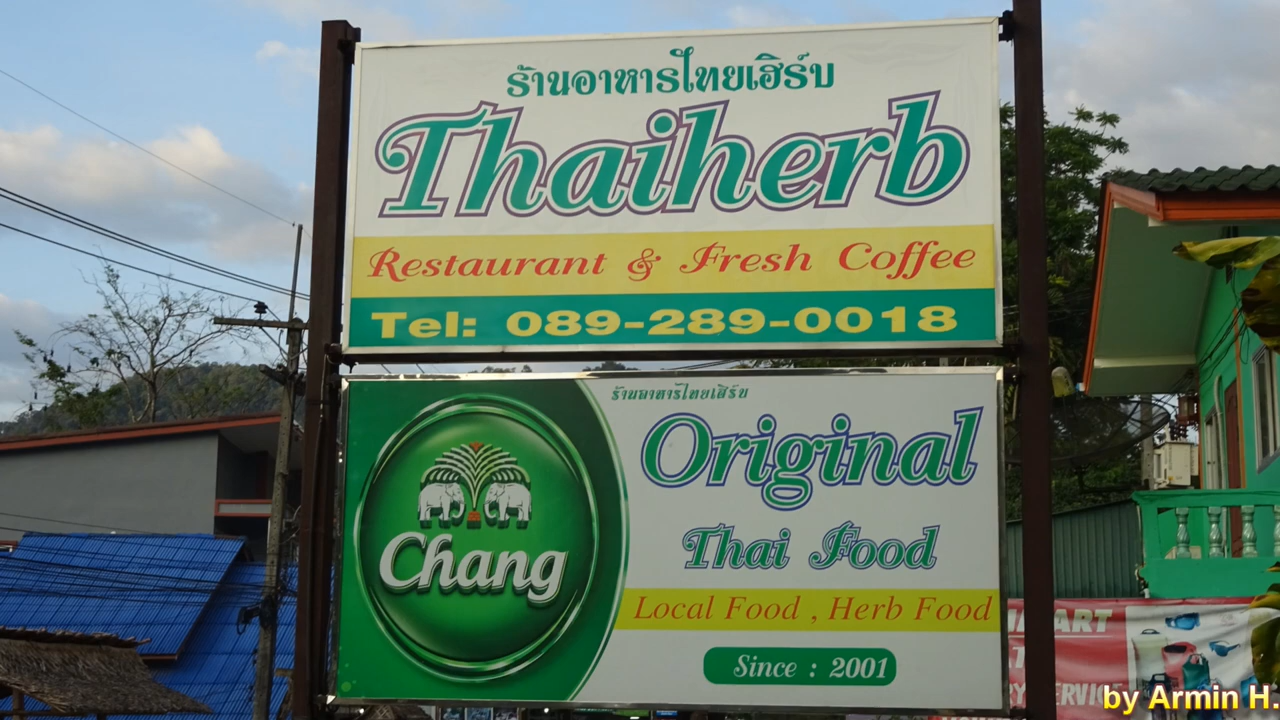 ร้านอาหารไทยเฮิร์บ
Thaiherb
Restaurant & Fresh Coffee
Tel: 089-289-0018
ร้านอาหารไทยเฮิร์บ
Original
Thai Food
Chang
Local Food , Herb Food
Since : 2001
ART
SERVICE
by Armin H.